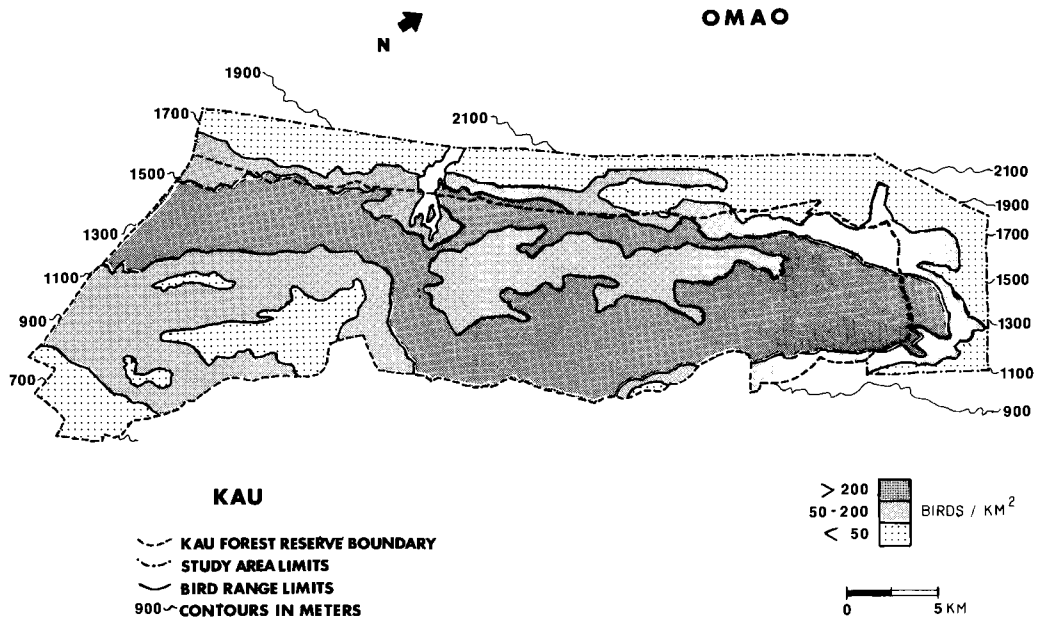 OMAO
N
1900
1700
2100
1500
2100
1900
1700
1300
1500
1100
1300
900
1100
700
900
KAU
KAU FOREST RESERVE BOUNDARY
STUDY AREA LIMITS
BIRD RANGE LIMITS
900 CONTOURS IN METERS
> 200
50-200 BIRDS / KM²
< 50
0 5 KM